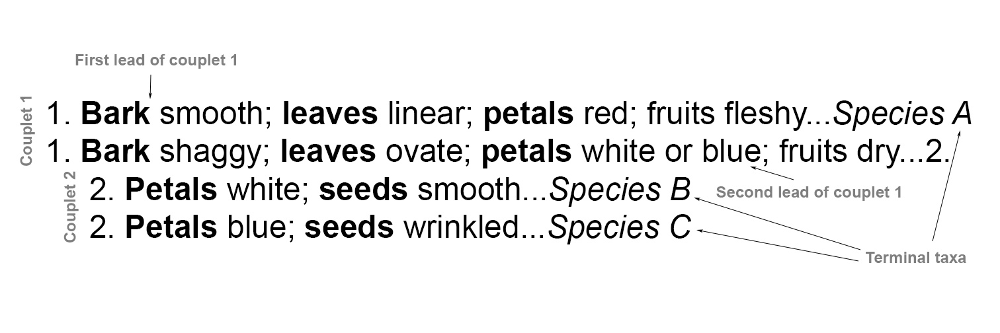 First lead of couplet 1
Couplet 1
1. Bark smooth; leaves linear; petals red; fruits fleshy...Species A
1. Bark shaggy; leaves ovate; petals white or blue; fruits dry...2.
Couplet 2
2. Petals white; seeds smooth...Species B
Second lead of couplet 1
2. Petals blue; seeds wrinkled...Species C
Terminal taxa